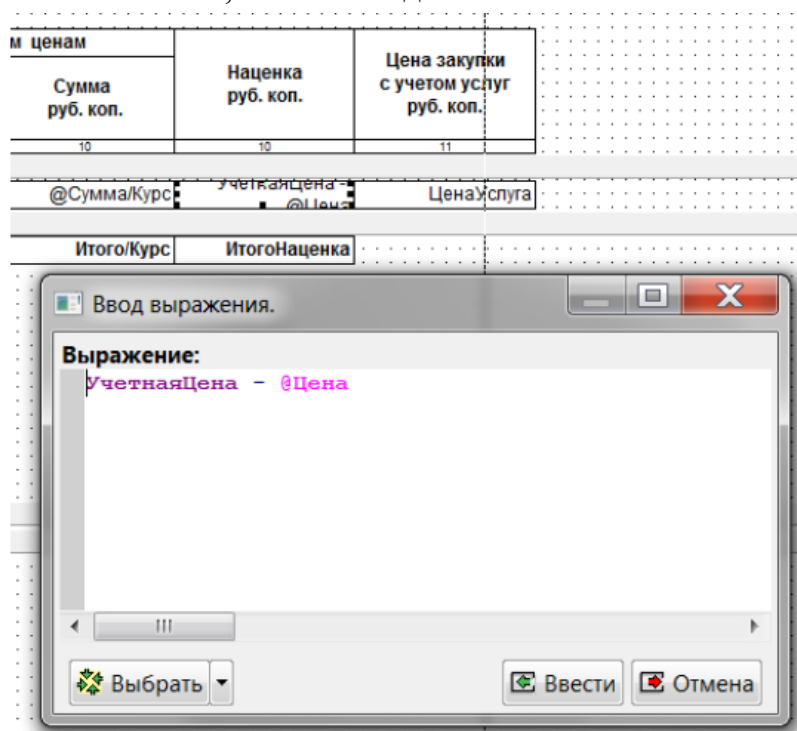 м ценам
Сумма
руб. коп.
Наценка
руб. коп.
Цена закупки
с учетом услуг
руб. коп.
10
10
11
@Сумма/Курс
УчетнаяЦена -
@Цена
ЦенаУслуга
Итого/Курс
ИтогоНаценка
Ввод выражения.
Выражение:
УчетнаяЦена - @Цена
Выбрать
Ввести
Отмена